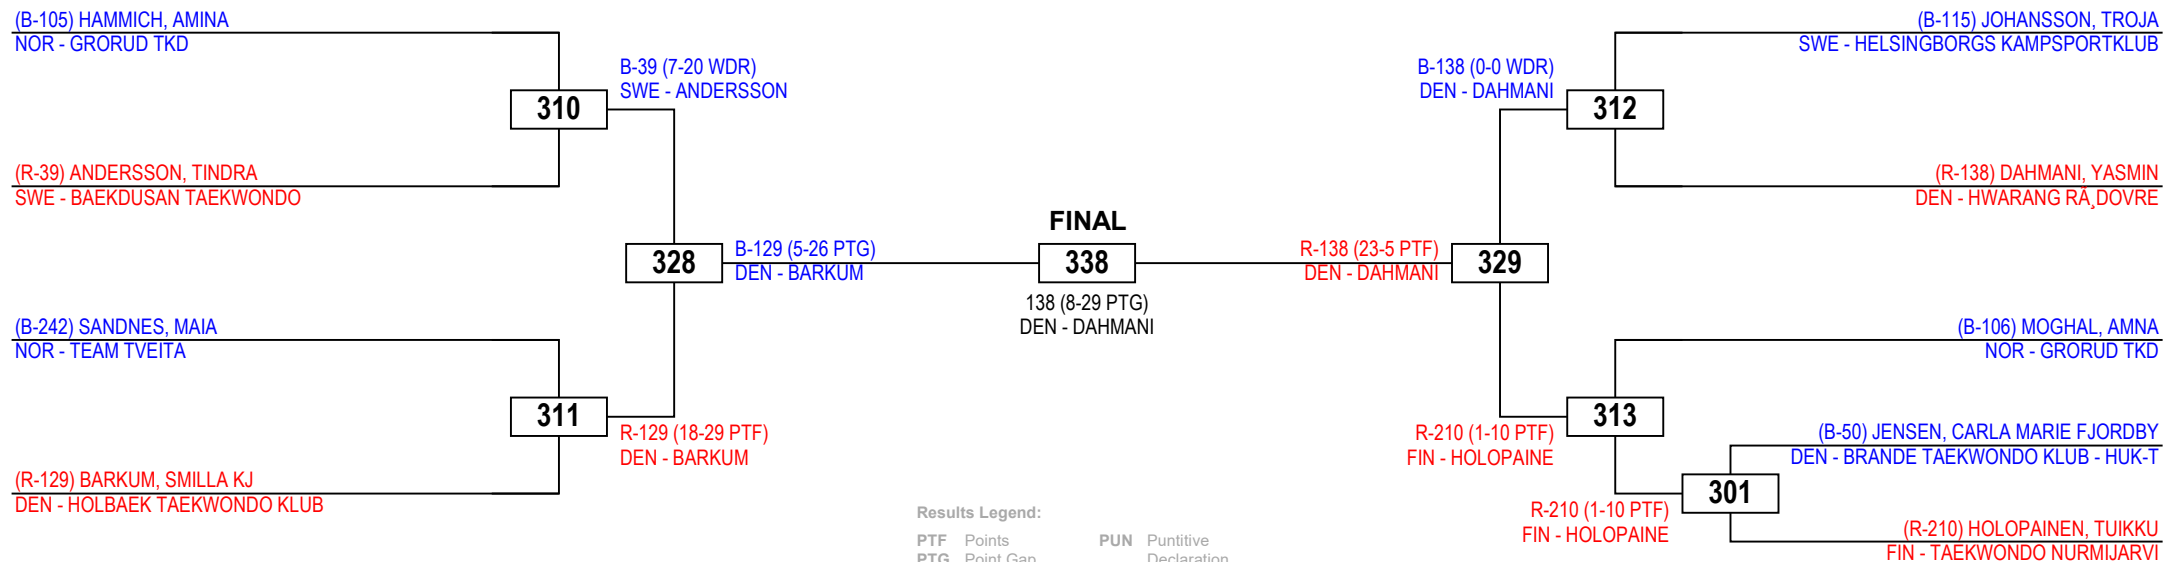 (B-105) HAMMICH, AMINA
NOR - GRORUD TKD
B-39 (7-20 WDR)
SWE - ANDERSSON
310
(R-39) ANDERSSON, TINDRA
SWE - BAEKDUSAN TAEKWONDO
328
B-129 (5-26 PTG)
DEN - BARKUM
(B-242) SANDNES, MAIA
NOR - TEAM TVEITA
311
R-129 (18-29 PTF)
DEN - BARKUM
(R-129) BARKUM, SMILLA KJ
DEN - HOLBAEK TAEKWONDO KLUB
FINAL
338
138 (8-29 PTG)
DEN - DAHMANI
(B-115) JOHANSSON, TROJA
SWE - HELSINGBORGS KAMPSPORTKLUB
B-138 (0-0 WDR)
DEN - DAHMANI
312
(R-138) DAHMANI, YASMIN
DEN - HWARANG RÃ¸DOVRE
R-138 (23-5 PTF)
DEN - DAHMANI
329
(B-106) MOGHAL, AMNA
NOR - GRORUD TKD
313
R-210 (1-10 PTF)
FIN - HOLOPAINE
(B-50) JENSEN, CARLA MARIE FJORDBY
DEN - BRANDE TAEKWONDO KLUB - HUK-T
301
R-210 (1-10 PTF)
FIN - HOLOPAINE
(R-210) HOLOPAINEN, TUIKKU
FIN - TAEKWONDO NURMIJARVI
Results Legend:
PTF Points PUN Puntitive
PTG Point Gap Declaration